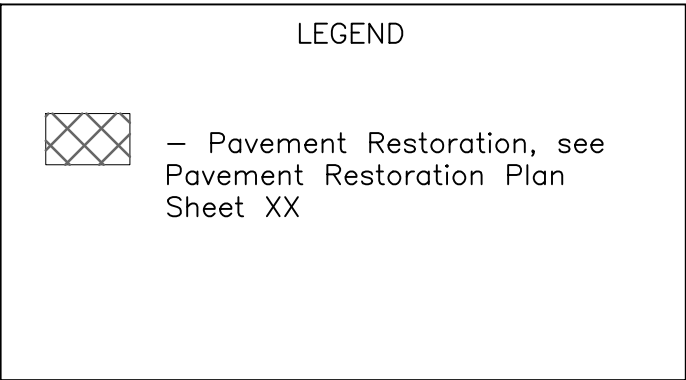 LEGEND
- Pavement Restoration, see
Pavement Restoration Plan
Sheet XX